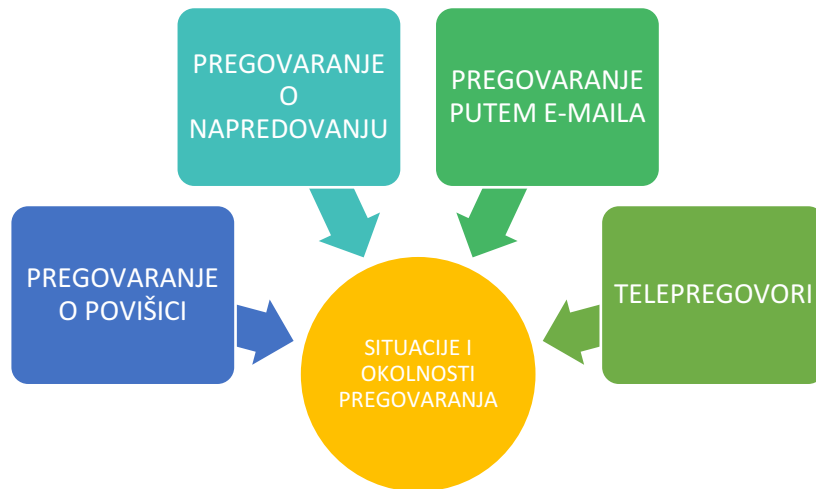 PREGOVARANJE
O POVIŠICI
PREGOVARANJE
O
NAPREDOVANJU
PREGOVARANJE
PUTEM E-MAILA
TELEPREGOVORI
SITUACIJE I
OKOLNOSTI
PREGOVARANJA